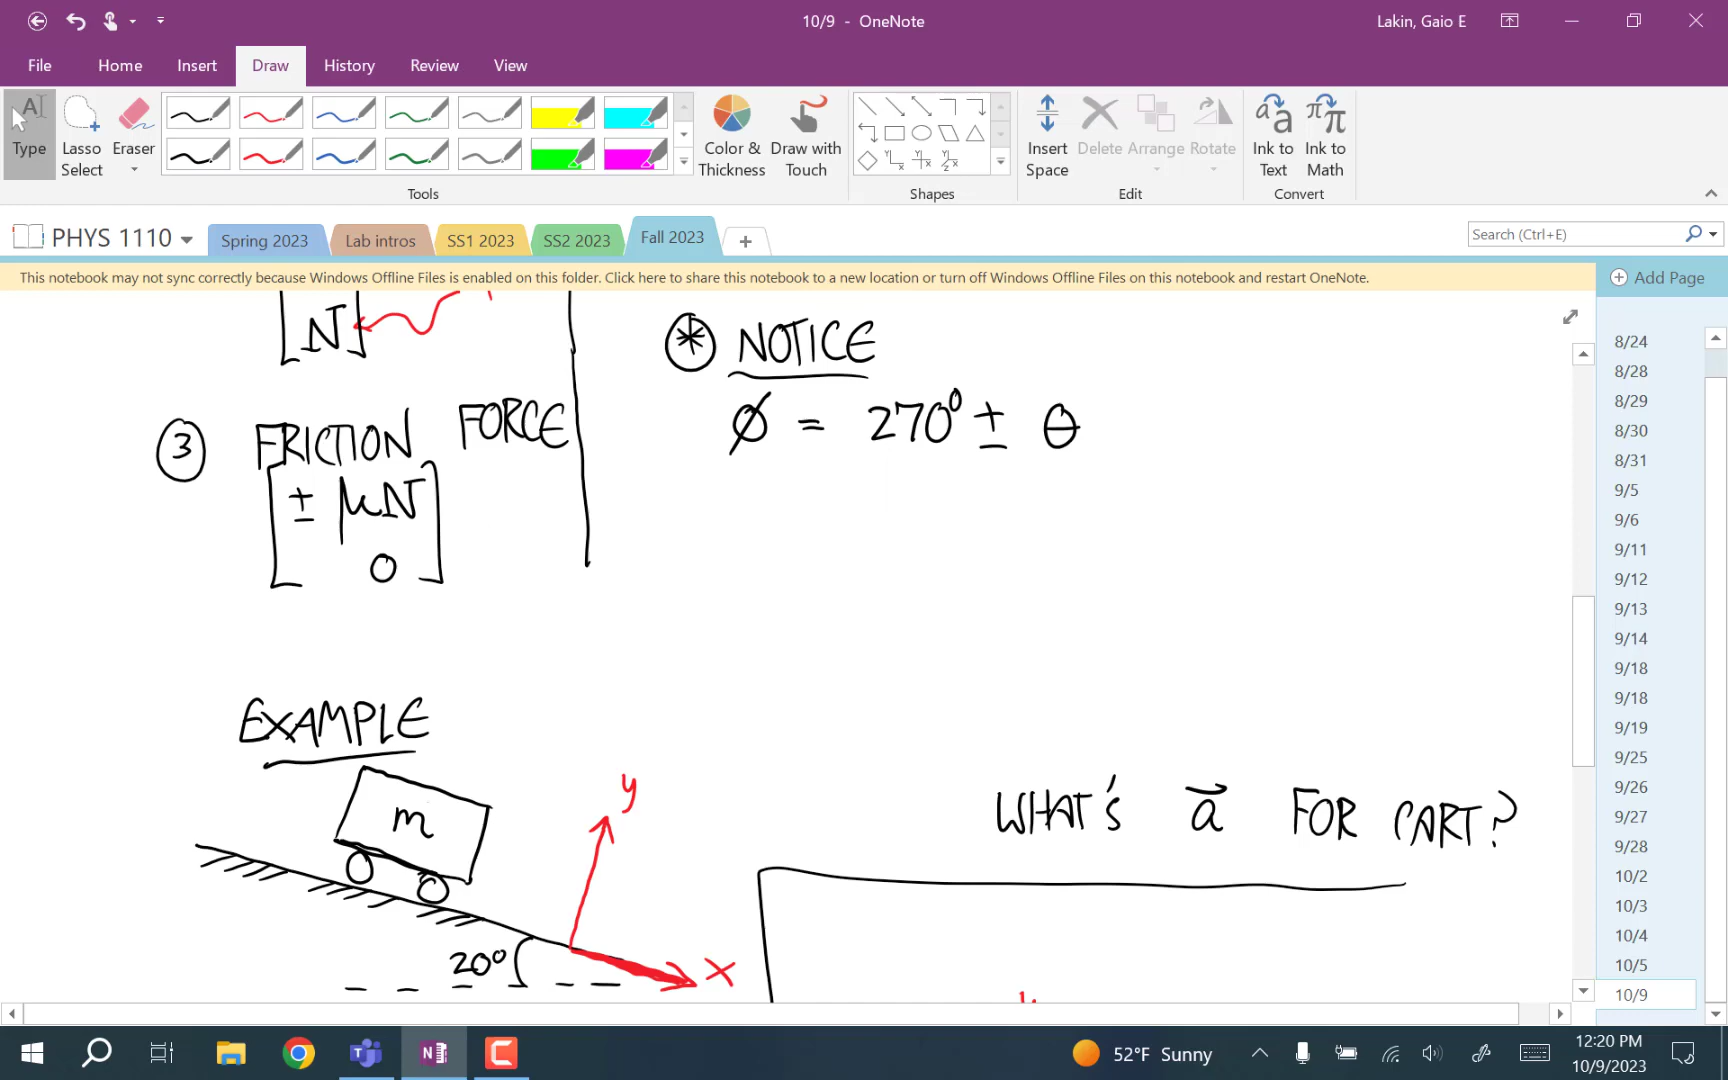 10/9 - OneNote
Lakin, Gaio E
File Home Insert Draw History Review View
Type
Lasso Select
Eraser
Color & Thickness
Draw with Touch
Insert Space
Delete
Arrange
Rotate
Ink to Text
Ink to Math
Tools
Shapes
Edit
Convert
PHYS 1110
Spring 2023
Lab intros
SS1 2023
SS2 2023
Fall 2023
Search (Ctrl+E)
This notebook may not sync correctly because Windows Offline Files is enabled on this folder. Click here to share this notebook to a new location or turn off Windows Offline Files on this notebook and restart OneNote.
Add Page
[N]
* NOTICE
ø = 270° ± θ
3 FRICTION FORCE
± μN
0
EXAMPLE
m
y
WHAT'S a⃗ FOR CART?
20°
x
8/24
8/28
8/29
8/30
8/31
9/5
9/6
9/11
9/12
9/13
9/14
9/18
9/18
9/19
9/25
9/26
9/27
9/28
10/2
10/3
10/4
10/5
10/9
52°F Sunny
12:20 PM
10/9/2023